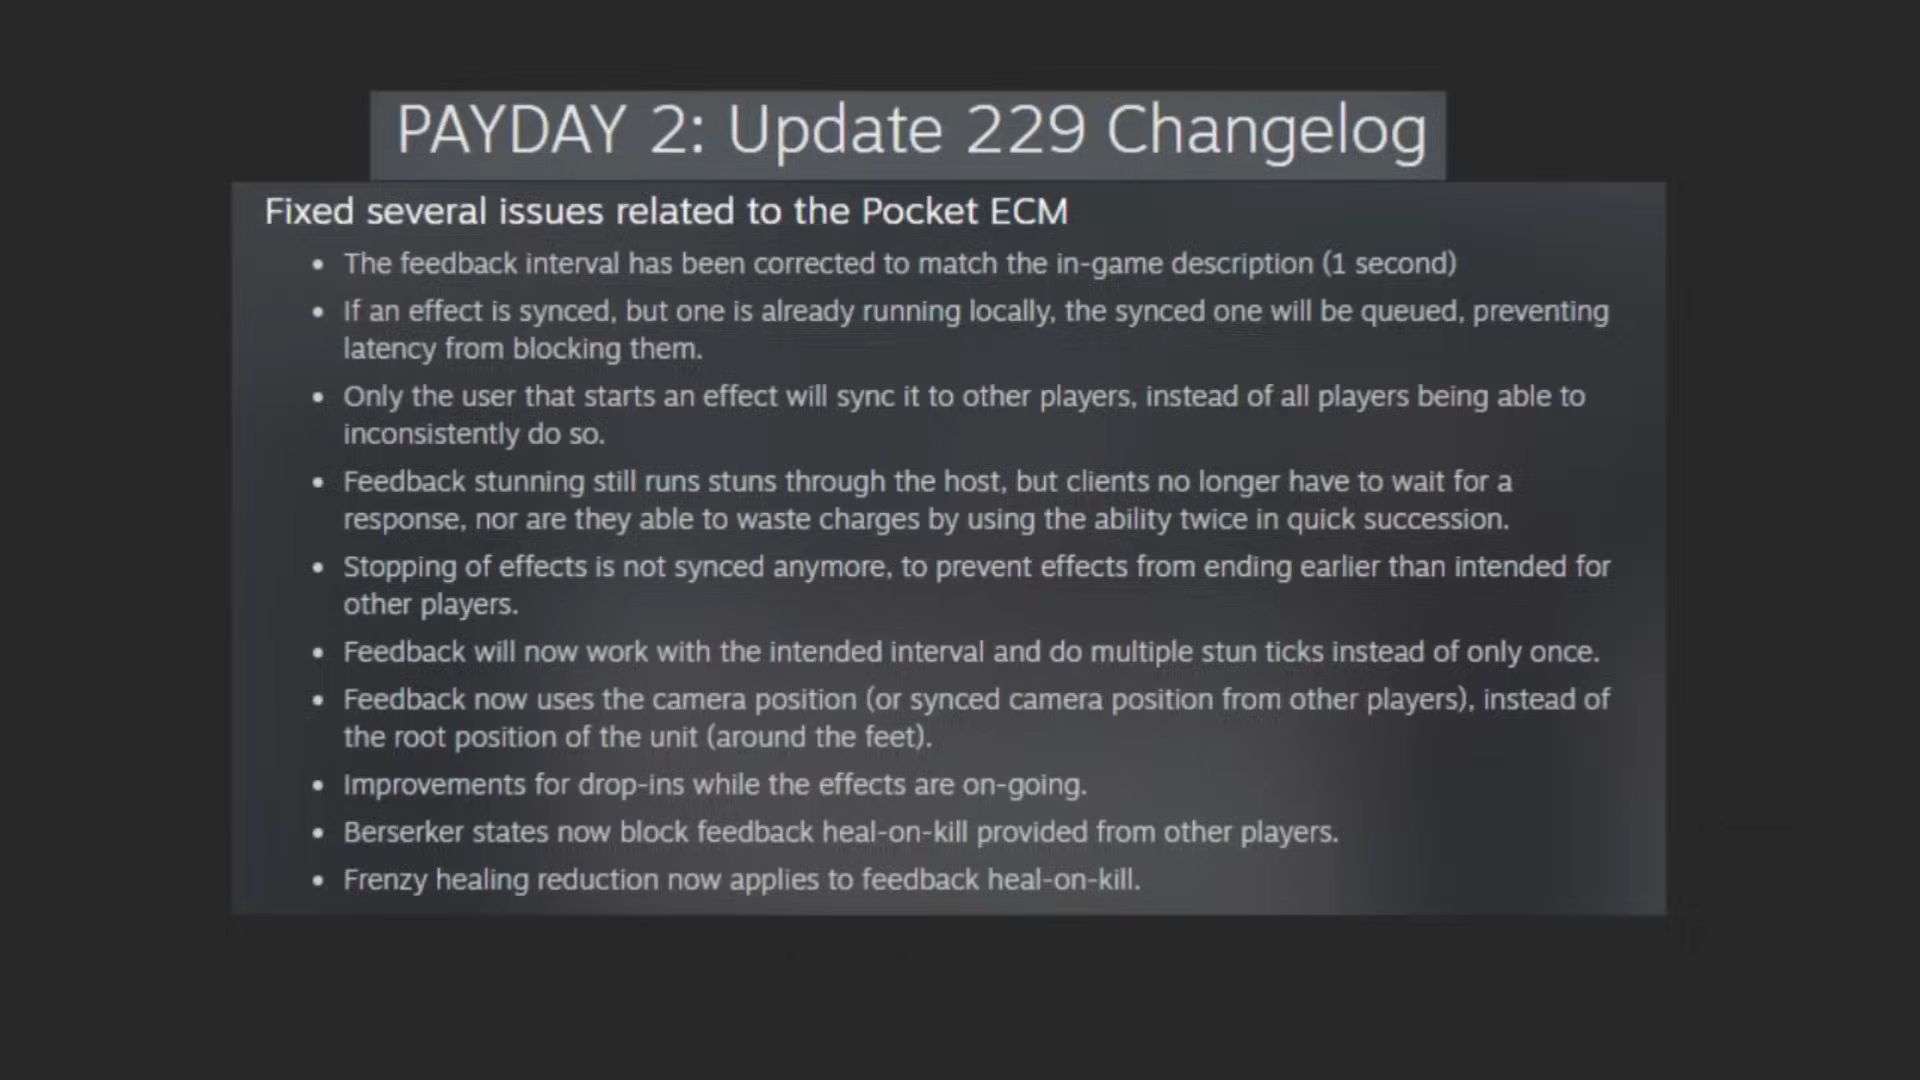 PAYDAY 2: Update 229 Changelog
Fixed several issues related to the Pocket ECM
• The feedback interval has been corrected to match the in-game description (1 second)
• If an effect is synced, but one is already running locally, the synced one will be queued, preventing
latency from blocking them.
• Only the user that starts an effect will sync it to other players, instead of all players being able to
inconsistently do so.
• Feedback stunning still runs stuns through the host, but clients no longer have to wait for a
response, nor are they able to waste charges by using the ability twice in quick succession.
• Stopping of effects is not synced anymore, to prevent effects from ending earlier than intended for
other players.
• Feedback will now work with the intended interval and do multiple stun ticks instead of only once.
• Feedback now uses the camera position (or synced camera position from other players), instead of
the root position of the unit (around the feet).
• Improvements for drop-ins while the effects are on-going.
• Berserker states now block feedback heal-on-kill provided from other players.
• Frenzy healing reduction now applies to feedback heal-on-kill.